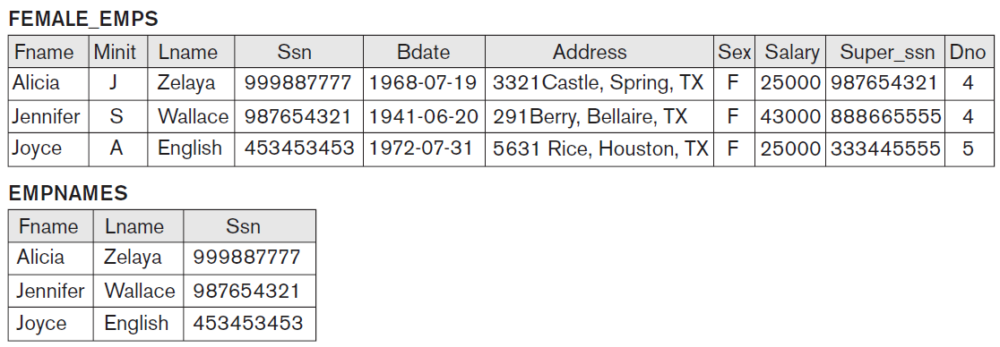 FEMALE_EMPS
Fname Minit Lname Ssn Bdate Address Sex Salary Super_ssn Dno
Alicia J Zelaya 999887777 1968-07-19 3321Castle, Spring, TX F 25000 987654321 4
Jennifer S Wallace 987654321 1941-06-20 291Berry, Bellaire, TX F 43000 888665555 4
Joyce A English 453453453 1972-07-31 5631 Rice, Houston, TX F 25000 333445555 5
EMPNAMES
Fname Lname Ssn
Alicia Zelaya 999887777
Jennifer Wallace 987654321
Joyce English 453453453